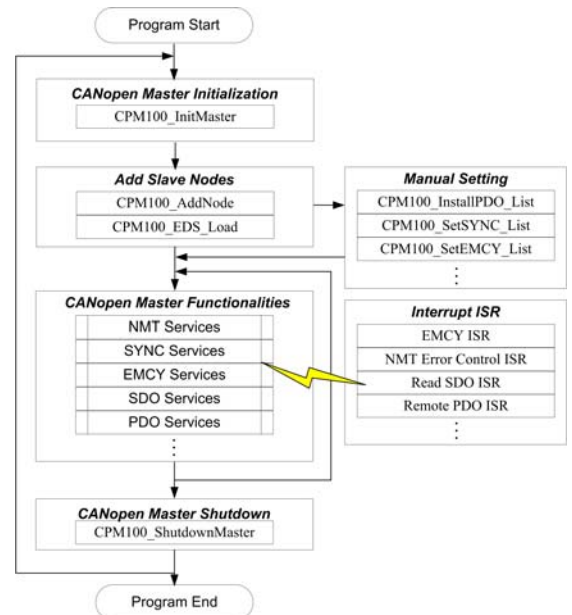 Program Start
CANopen Master Initialization
CPM100_InitMaster
Add Slave Nodes
CPM100_AddNode
CPM100_EDS_Load
Manual Setting
CPM100_InstallPDO_List
CPM100_SetSYNC_List
CPM100_SetEMCY_List
CANopen Master Functionalities
NMT Services
SYNC Services
EMCY Services
SDO Services
PDO Services
Interrupt ISR
EMCY ISR
NMT Error Control ISR
Read SDO ISR
Remote PDO ISR
CANopen Master Shutdown
CPM100_ShutdownMaster
Program End